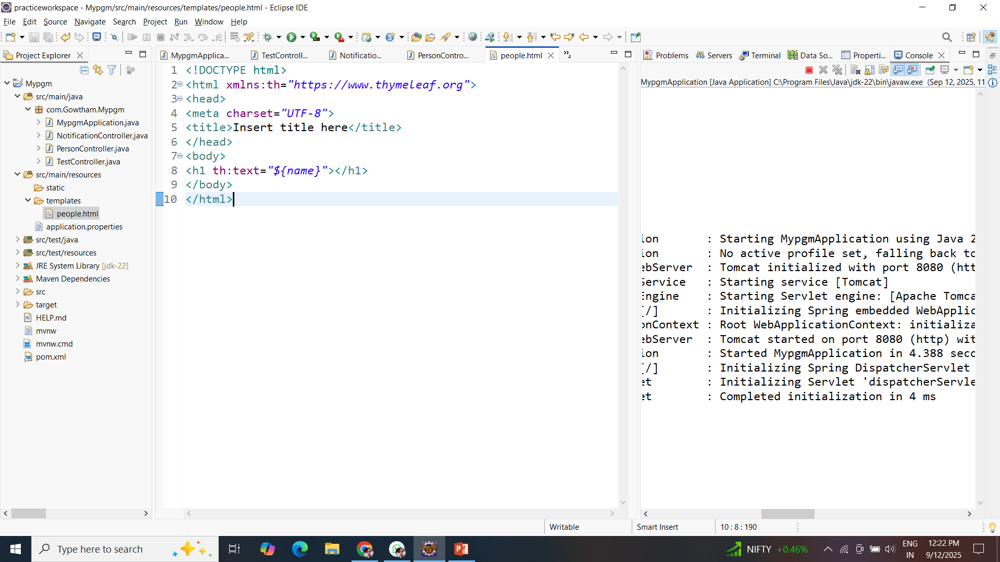 practiceworkspace - Mypgm/src/main/resources/templates/people.html - Eclipse IDE
File Edit Source Navigate Search Project Run Window Help
Project Explorer
Mypgm
src/main/java
com.Gowtham.Mypgm
MypgmApplication.java
NotificationController.java
PersonController.java
TestController.java
src/main/resources
static
templates
people.html
application.properties
src/test/java
src/test/resources
JRE System Library [jdk-22]
Maven Dependencies
src
target
HELP.md
mvnw
mvnw.cmd
pom.xml
MypgmApplica... TestControll... Notificatio... PersonContro... people.html »4
1 <!DOCTYPE html>
2 <html xmlns:th="https://www.thymeleaf.org">
3 <head>
4 <meta charset="UTF-8">
5 <title>Insert title here</title>
6 </head>
7 <body>
8 <h1 th:text="${name}"></h1>
9 </body>
10 </html>
Problems Servers Terminal Data So... Properti... Console
MypgmApplication [Java Application] C:\Program Files\Java\jdk-22\bin\javaw.exe (Sep 12, 2025, 11
ion : Starting MypgmApplication using Java 2
ion : No active profile set, falling back to
ebServer : Tomcat initialized with port 8080 (htt
Service : Starting service [Tomcat]
Engine : Starting Servlet engine: [Apache Tomca
[/] : Initializing Spring embedded WebApplic
onContext : Root WebApplicationContext: initializa
ebServer : Tomcat started on port 8080 (http) wit
ion : Started MypgmApplication in 4.388 seco
[/] : Initializing Spring DispatcherServlet
et : Initializing Servlet 'dispatcherServle
et : Completed initialization in 4 ms
Writable Smart Insert 10 : 8 : 190
Type here to search
NIFTY +0.46%
ENG
IN
12:22 PM
9/12/2025